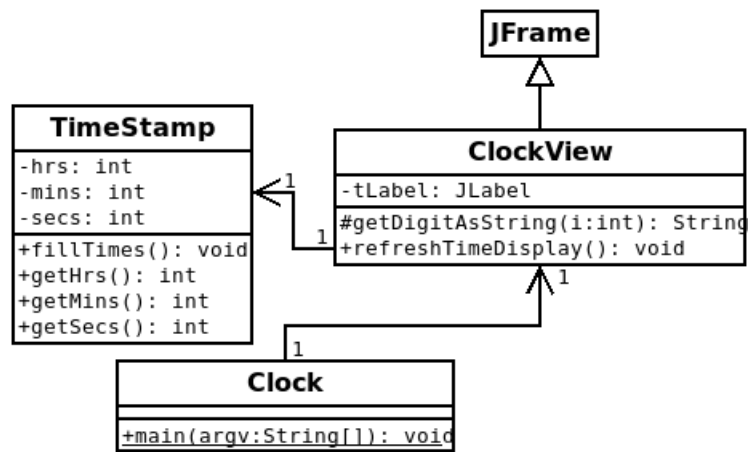 JFrame
TimeStamp
-hrs: int
-mins: int
-secs: int
+fillTimes(): void
+getHrs(): int
+getMins(): int
+getSecs(): int
ClockView
-tLabel: JLabel
#getDigitAsString(i:int): String
+refreshTimeDisplay(): void
1
1
1
1
Clock
+main(argv:String[]): void